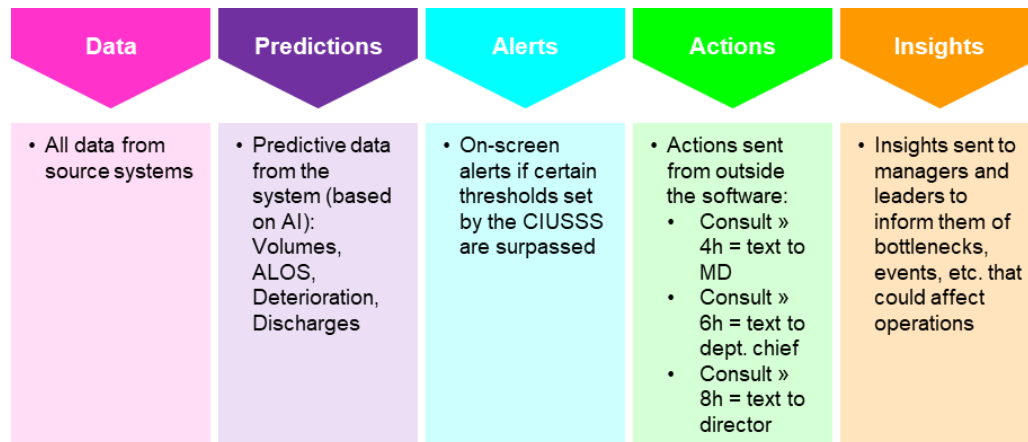 Data
• All data from
source systems
Predictions
• Predictive data
from the
system (based
on AI):
Volumes,
ALOS,
Deterioration,
Discharges
Alerts
• On-screen
alerts if certain
thresholds set
by the CIUSSS
are surpassed
Actions
• Actions sent
from outside
the software:
• Consult »
4h = text to
MD
• Consult »
6h = text to
dept. chief
• Consult »
8h = text to
director
Insights
• Insights sent to
managers and
leaders to
inform them of
bottlenecks,
events, etc. that
could affect
operations